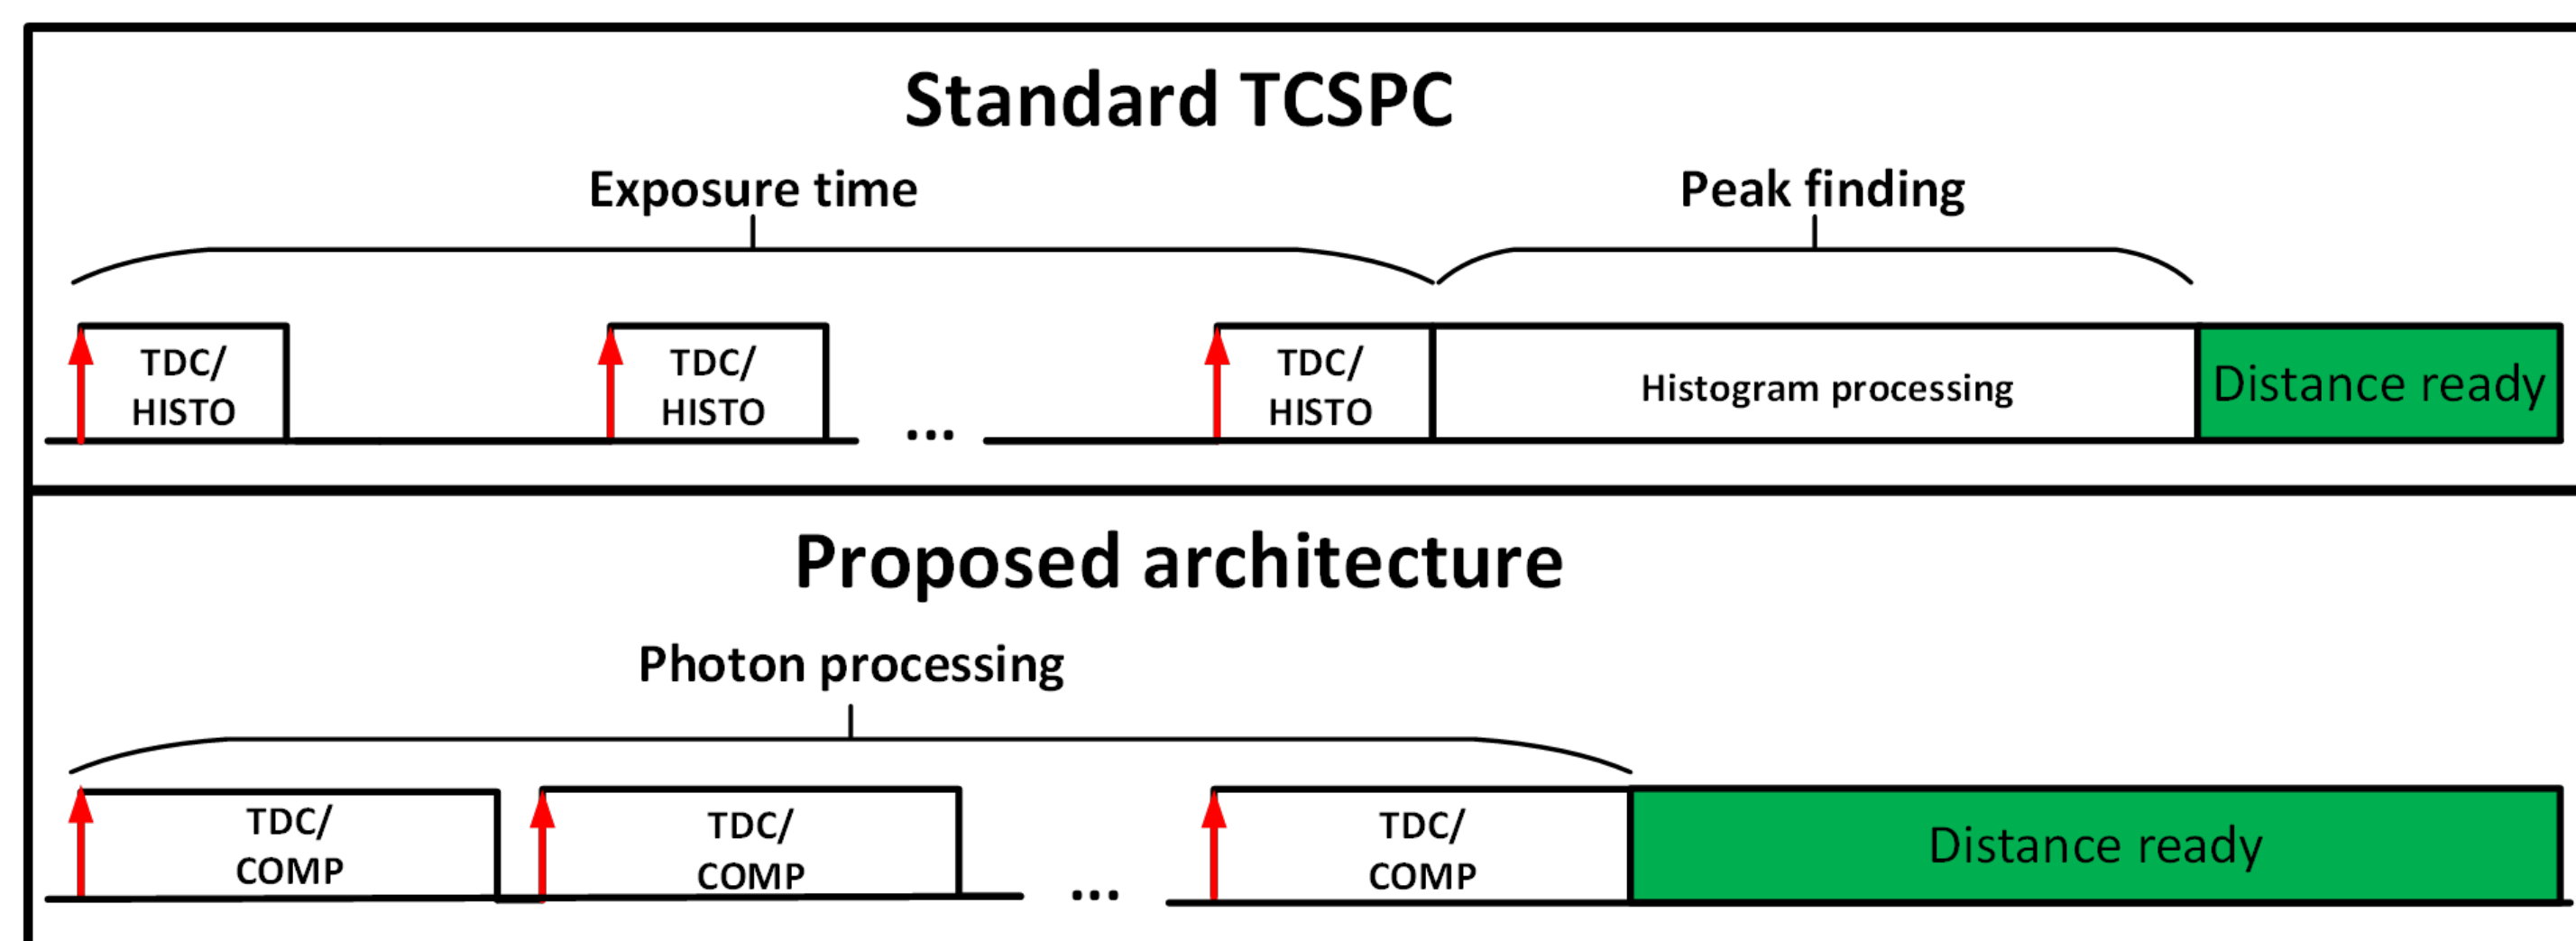 Standard TCSPC
Exposure time
Peak finding
TDC/
HISTO
TDC/
HISTO
...
TDC/
HISTO
Histogram processing
Distance ready
Proposed architecture
Photon processing
TDC/
COMP
TDC/
COMP
...
TDC/
COMP
Distance ready